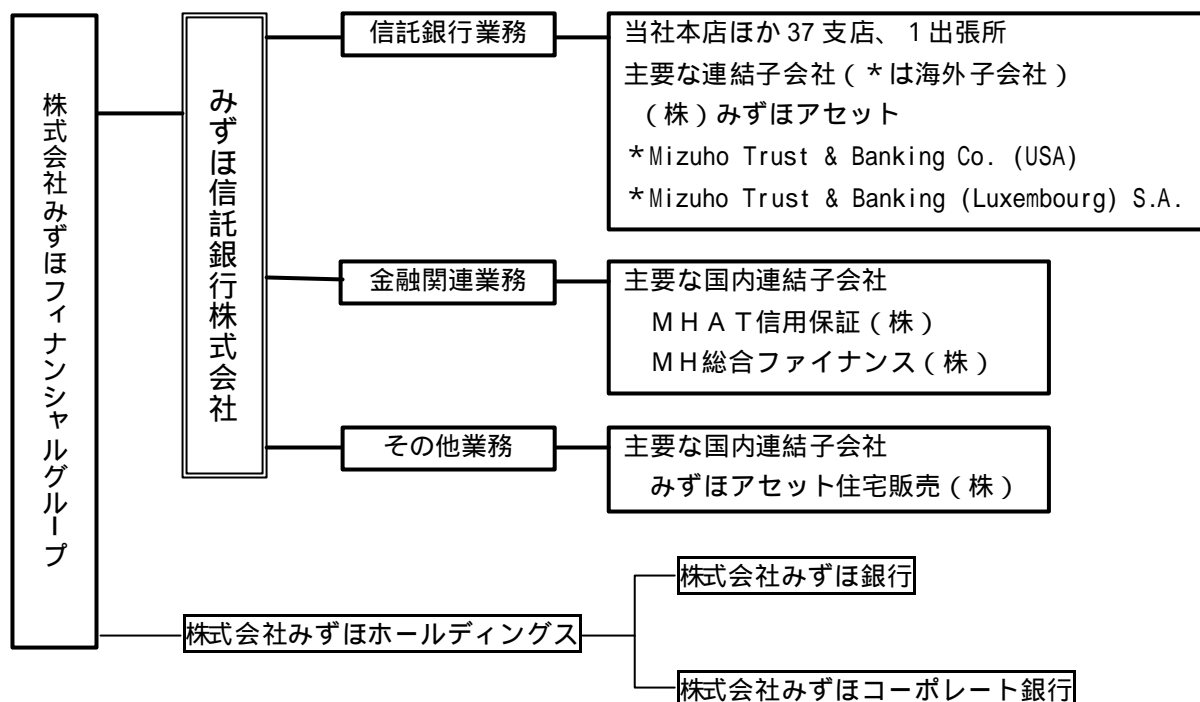 株式会社みずほフィナンシャルグループ
みずほ信託銀行株式会社
信託銀行業務
当社本店ほか 37 支店、 1 出張所
主要な連結子会社 ( * は海外子会社 )
( 株 ) みずほアセット
*Mizuho Trust & Banking Co. (USA)
*Mizuho Trust & Banking (Luxembourg) S.A.
金融関連業務
主要な国内連結子会社
ＭＨＡＴ信用保証 ( 株 )
ＭＨ総合ファイナンス ( 株 )
その他業務
主要な国内連結子会社
みずほアセット住宅販売 ( 株 )
株式会社みずほホールディングス
株式会社みずほ銀行
株式会社みずほコーポレート銀行